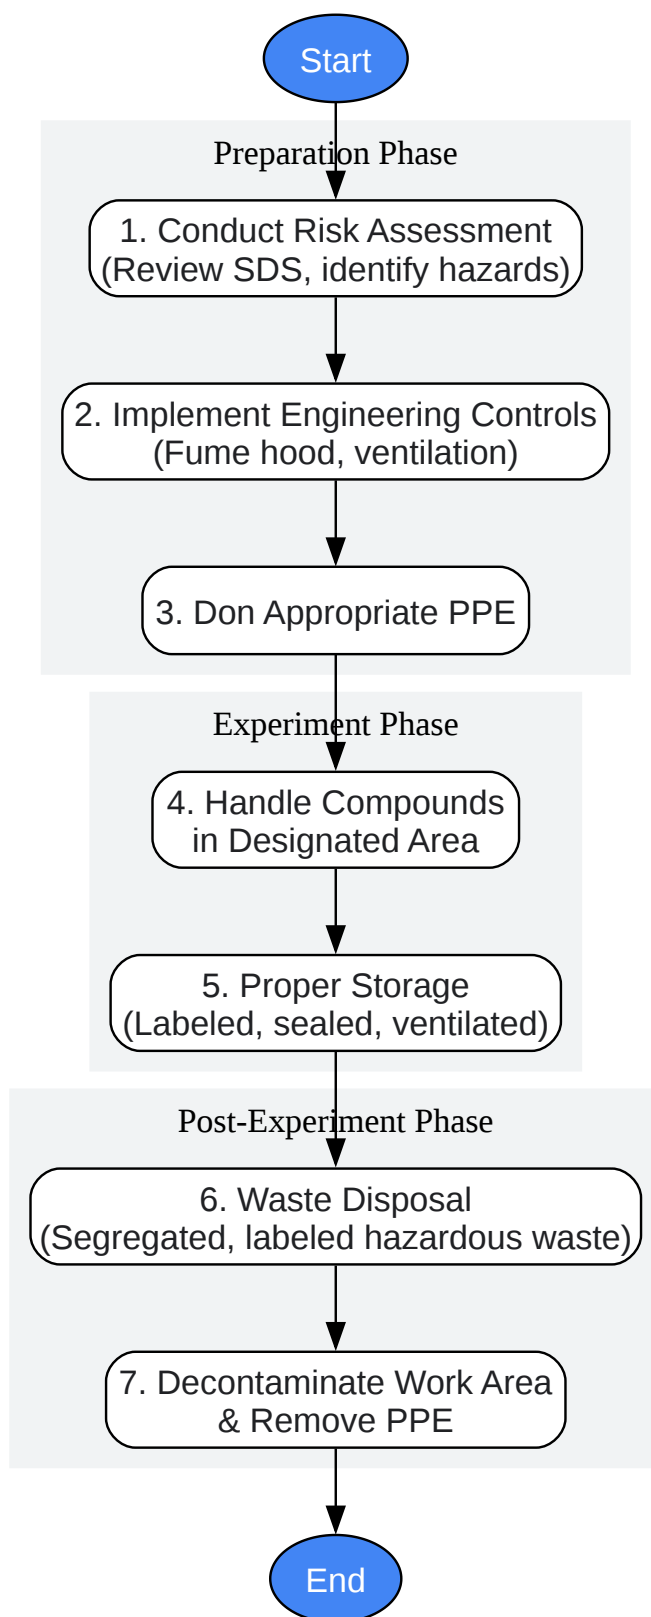 Start
Preparation Phase
1. Conduct Risk Assessment
(Review SDS, identify hazards)
2. Implement Engineering Controls
(Fume hood, ventilation)
3. Don Appropriate PPE
Experiment Phase
4. Handle Compounds
in Designated Area
5. Proper Storage
(Labeled, sealed, ventilated)
Post-Experiment Phase
6. Waste Disposal
(Segregated, labeled hazardous waste)
7. Decontaminate Work Area
& Remove PPE
End